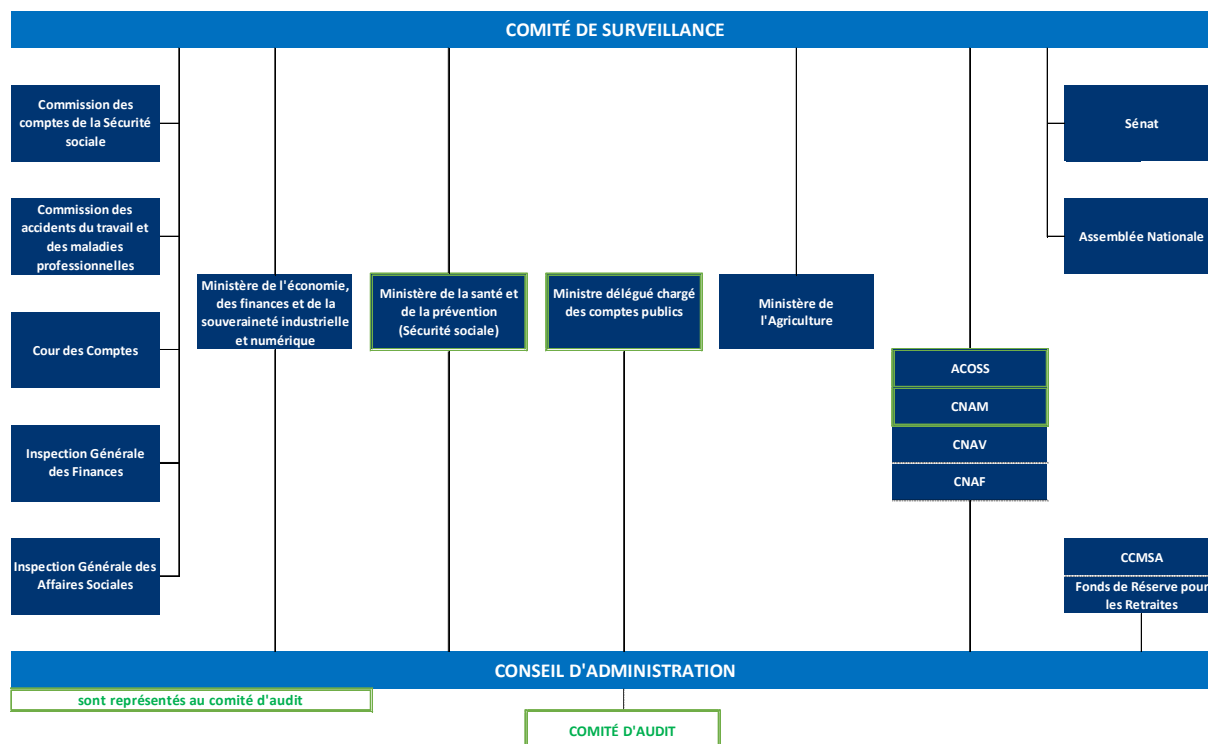 COMITÉ DE SURVEILLANCE
Commission des
comptes de la Sécurité
sociale
Sénat
Commission des
accidents du travail et
des maladies
professionnelles
Assemblée Nationale
Ministère de l'économie,
des finances et de la
souveraineté industrielle
et numérique
Ministère de la santé et
de la prévention
(Sécurité sociale)
Ministre délégué chargé
des comptes publics
Ministère de
l'Agriculture
Cour des Comptes
ACOSS
CNAM
CNAV
CNAF
Inspection Générale
des Finances
Inspection Générale des
Affaires Sociales
CCMSA
Fonds de Réserve pour
les Retraites
CONSEIL D'ADMINISTRATION
sont représentés au comité d'audit
COMITÉ D'AUDIT